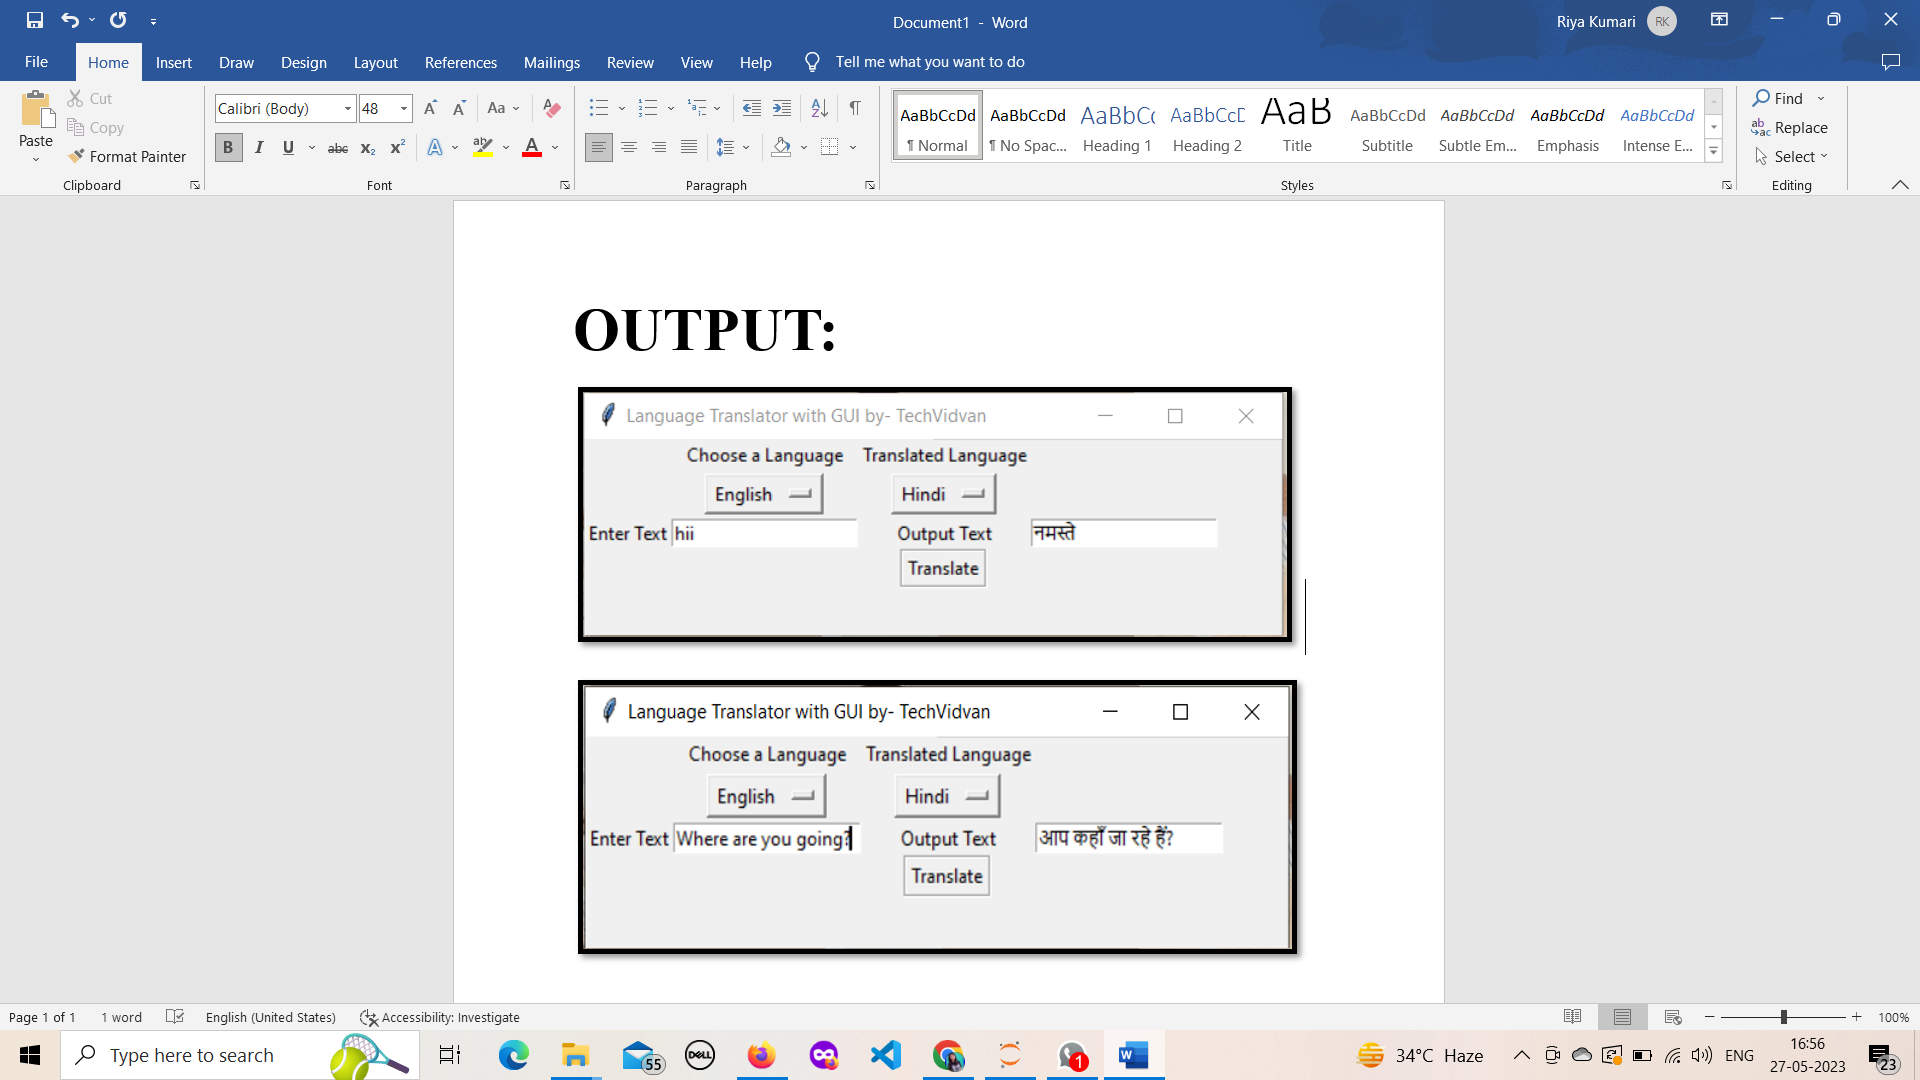 Document1 - Word
Riya Kumari RK
File Home Insert Draw Design Layout References Mailings Review View Help Tell me what you want to do
Paste
Cut
Copy
Format Painter
Clipboard
Calibri (Body) 48 Aa
B I U abc x₂ x² A ab A
Font
Paragraph
AaBbCcDd AaBbCcDd AaBbCc AaBbCcD AaB AaBbCcDd AaBbCcDd AaBbCcDd AaBbCcDd
¶ Normal ¶ No Spac... Heading 1 Heading 2 Title Subtitle Subtle Em... Emphasis Intense E...
Styles
Find
Replace
Select
Editing
OUTPUT:
Language Translator with GUI by- TechVidvan
Choose a Language Translated Language
English Hindi
Enter Text hii Output Text नमस्ते
Translate
Language Translator with GUI by- TechVidvan
Choose a Language Translated Language
English Hindi
Enter Text Where are you going? Output Text आप कहाँ जा रहे हैं?
Translate
Page 1 of 1 1 word English (United States) Accessibility: Investigate 100%
Type here to search 55 DELL 1 34°C Haze ENG 16:56
27-05-2023 23